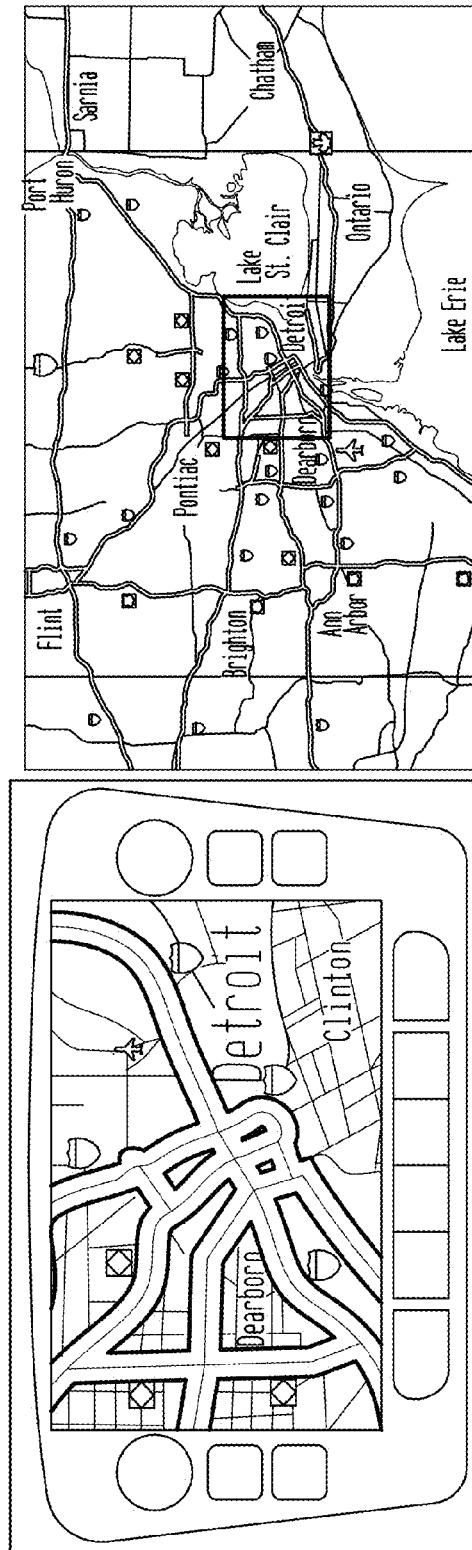 Detroit
Dearborn
Clinton
Flint
Port
Huron
Sarnia
Pontiac
Brighton
Lake
St. Clair
Chatham
Detroit
Dearborn
Ann
Arbor
Ontario
Lake Erie